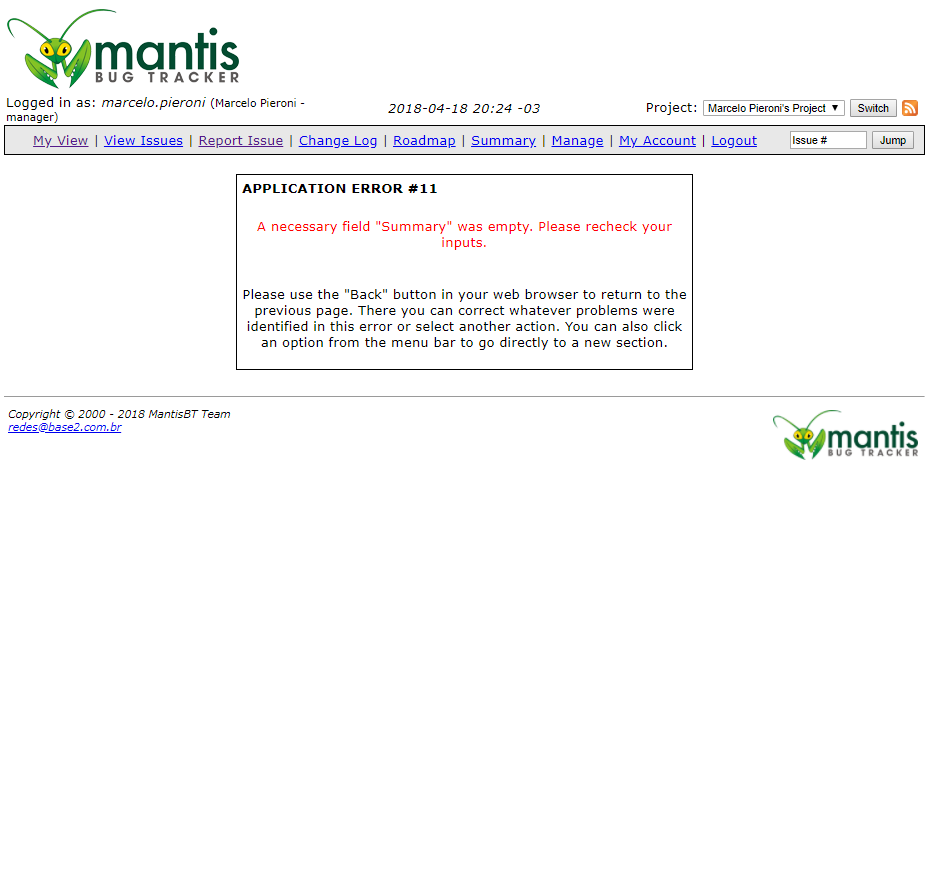 mantis
BUG TRACKER
Logged in as: marcelo.pieroni (Marcelo Pieroni - manager)
2018-04-18 20:24 -03
Project: Marcelo Pieroni's Project Switch
My View | View Issues | Report Issue | Change Log | Roadmap | Summary | Manage | My Account | Logout
Issue # Jump
APPLICATION ERROR #11
A necessary field "Summary" was empty. Please recheck your
inputs.
Please use the "Back" button in your web browser to return to the
previous page. There you can correct whatever problems were
identified in this error or select another action. You can also click
an option from the menu bar to go directly to a new section.
Copyright © 2000 - 2018 MantisBT Team
redes@base2.com.br
mantis
BUG TRACKER